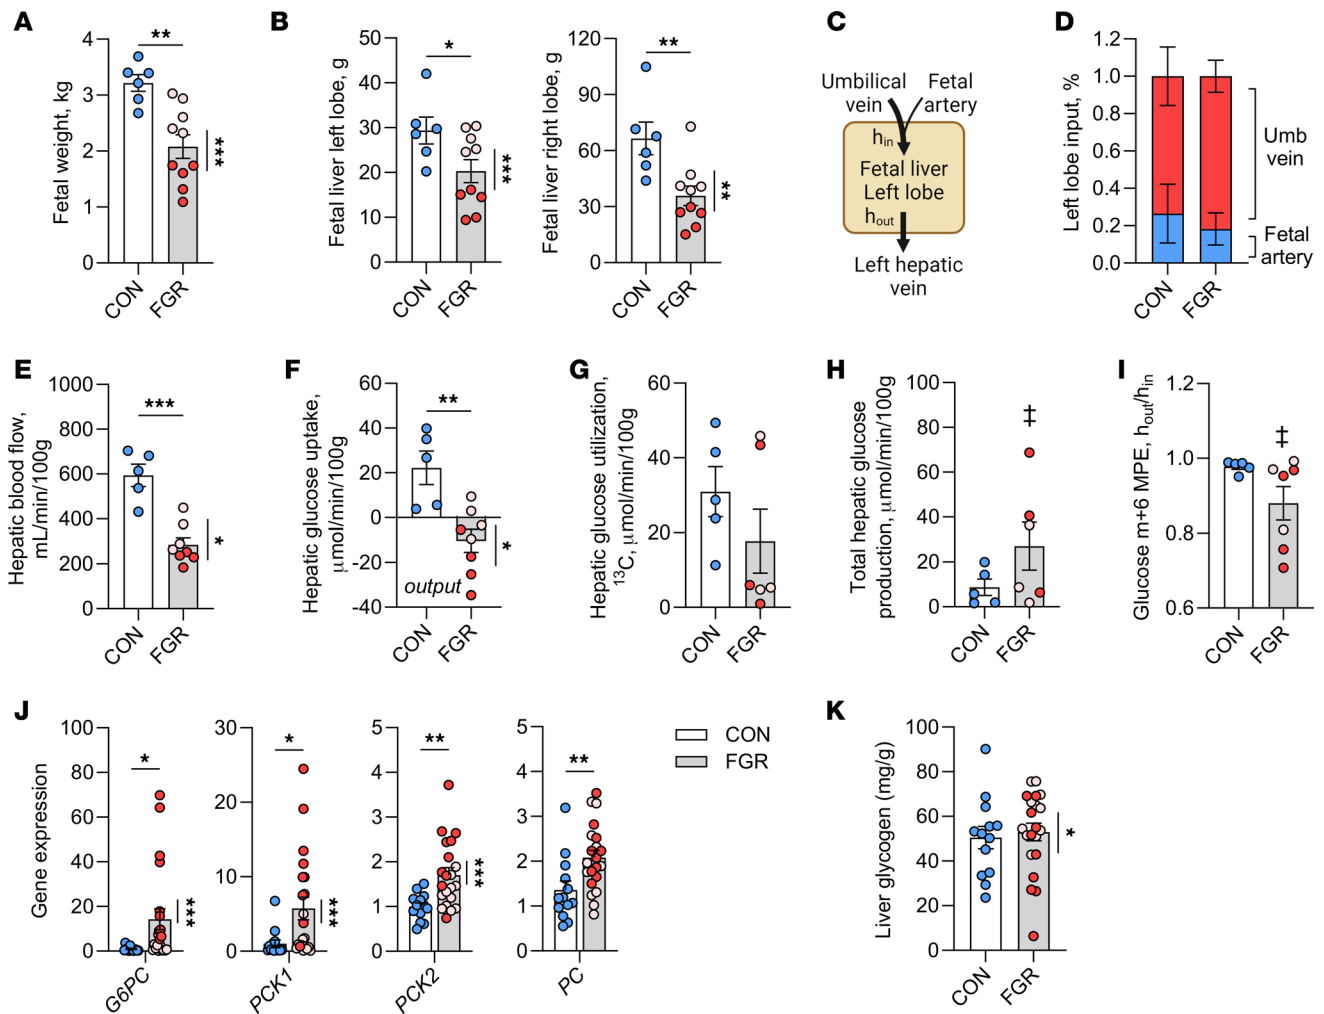 A
Fetal weight, kg
4
3
2
1
0
**
***
CON
FGR
B
Fetal liver left lobe, g
50
40
30
20
10
0
*
***
CON
FGR
Fetal liver right lobe, g
120
90
60
30
0
**
**
CON
FGR
C
Umbilical
vein
Fetal
artery
hin
Fetal liver
Left lobe
hout
Left hepatic
vein
D
Left lobe input, %
1.2
1.0
0.8
0.6
0.4
0.2
0.0
Umb
vein
Fetal
artery
CON
FGR
E
Hepatic blood flow,
mL/min/100g
1000
800
600
400
200
0
***
*
CON
FGR
F
Hepatic glucose uptake,
μmol/min/100g
60
40
20
0
-20
-40
**
*
output
CON
FGR
G
Hepatic glucose utilization,
13C, μmol/min/100g
60
40
20
0
CON
FGR
H
Total hepatic glucose
production, μmol/min/100g
100
80
60
40
20
0
‡
CON
FGR
I
Glucose m+6 MPE, hout/hin
1.2
1.0
0.8
0.6
‡
CON
FGR
J
Gene expression
100
80
60
40
20
0
*
***
G6PC
30
20
10
0
*
***
PCK1
5
4
3
2
1
0
**
***
PCK2
5
4
3
2
1
0
**
PC
CON
FGR
K
Liver glycogen (mg/g)
100
80
60
40
20
0
*
CON
FGR